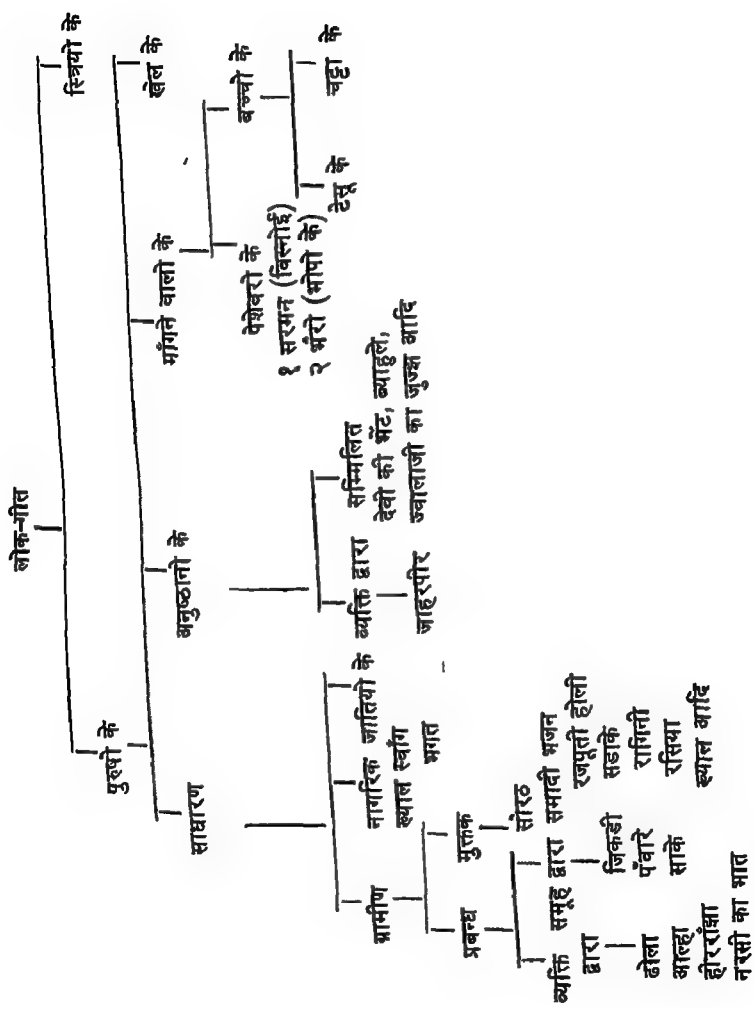 लोक-गीत
पुरुषो के
स्त्रियो के
साधारण
अनुष्ठानो के
माँगने वालो के
खेल के
ग्रामीण
नागरिक
जातियो के
ख्याल स्वाँग
भगत
व्यक्ति द्वारा
सम्मिलित
जाहरपीर
देवी की भेंट, ब्याहुले,
ज्वालाजी का जुज्झ आदि
पेशेवरो के
बच्चो के
१ सरमन (विस्नोई)
२ भैरो (भोपो के)
टेसू के
चट्टा के
प्रबन्ध
मुक्तक
व्यक्ति
द्वारा
समूह द्वारा
सोरठ
समादी भजन
रजपूती होली
सडाके
रागिनी
रसिया
ख्याल आदि
ढोला
आल्हा
हीररांझा
नरसी का भात
जिकडी
पँवारे
साके